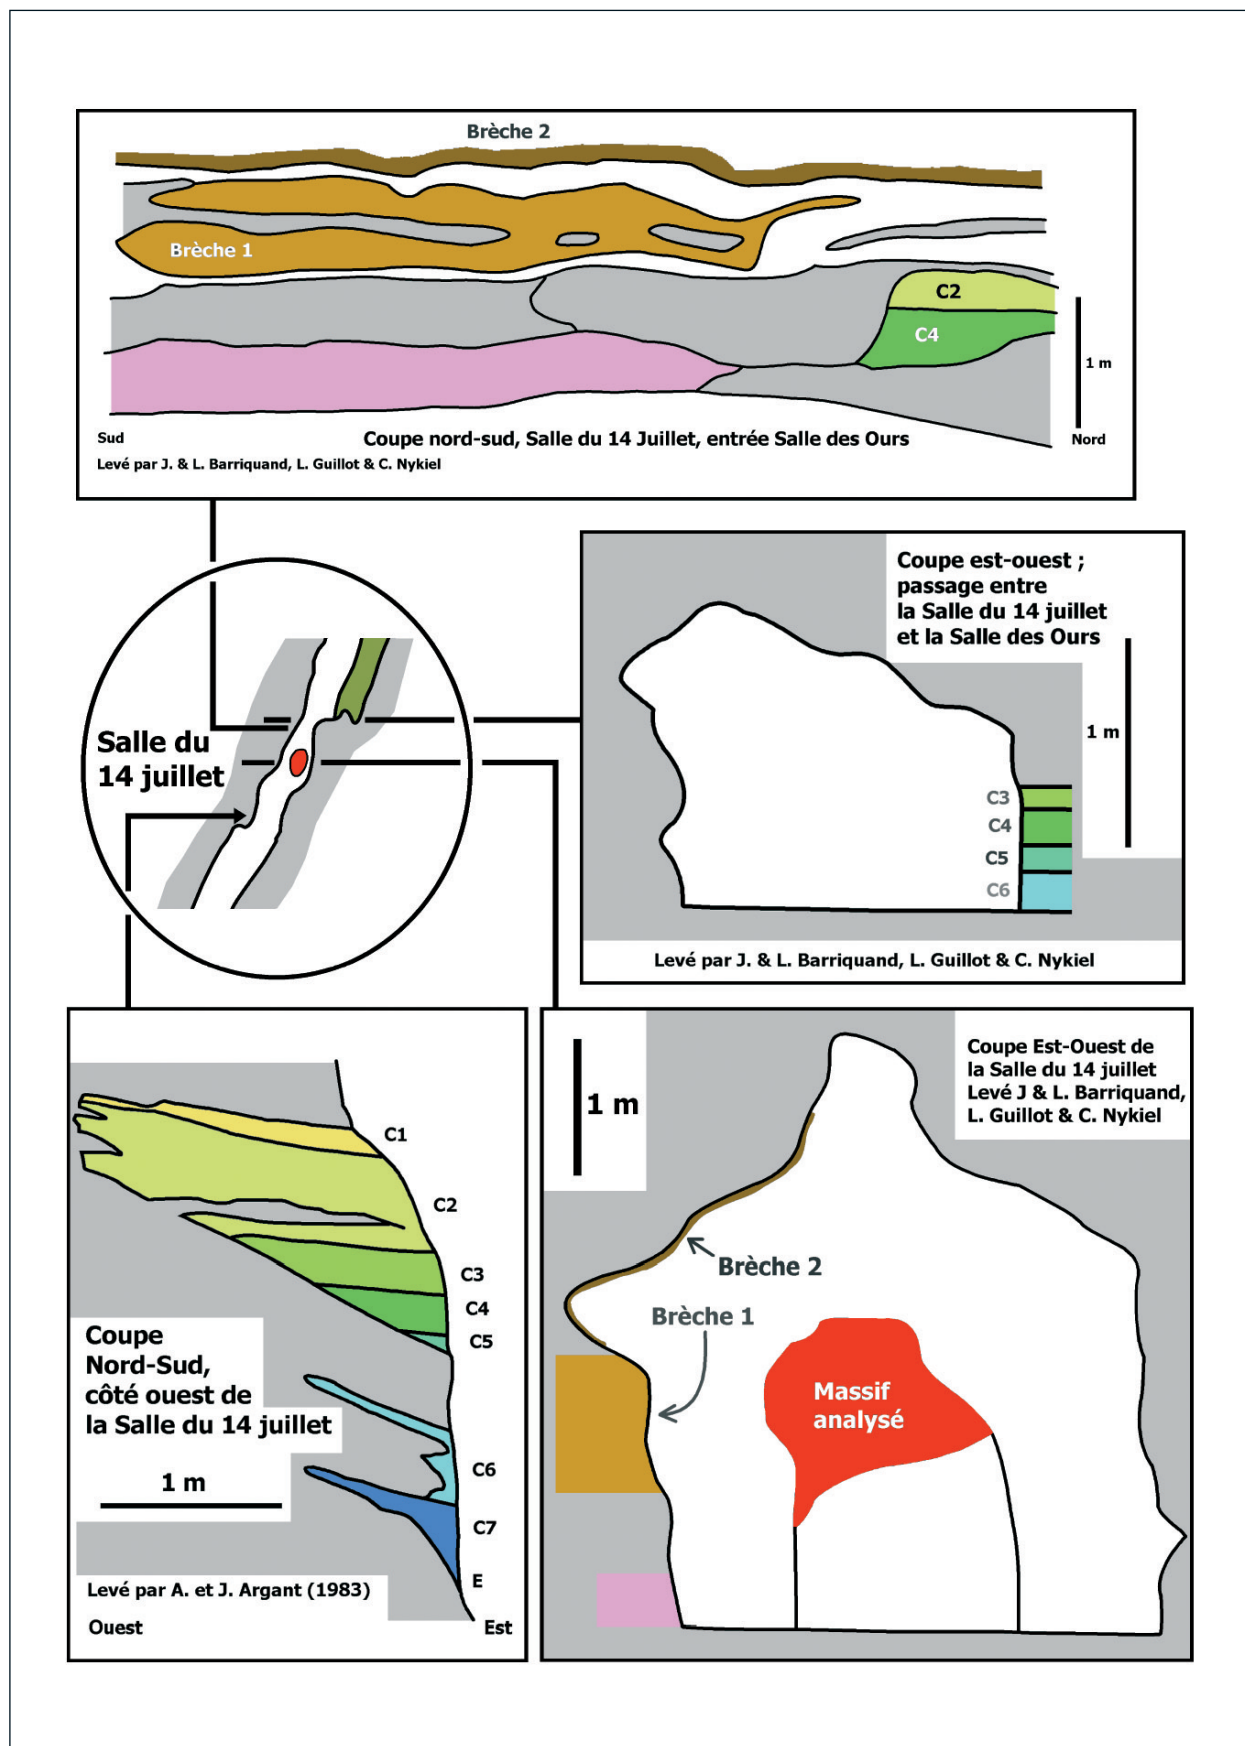 Brèche 2
Brèche 1
C2
C4
1 m
Sud
Coupe nord-sud, Salle du 14 Juillet, entrée Salle des Ours
Nord
Levé par J. & L. Barriquand, L. Guillot & C. Nykiel
Salle du
14 juillet
Coupe est-ouest ;
passage entre
la Salle du 14 juillet
et la Salle des Ours
1 m
C3
C4
C5
C6
Levé par J. & L. Barriquand, L. Guillot & C. Nykiel
C1
C2
C3
C4
C5
C6
C7
E
Coupe
Nord-Sud,
côté ouest de
la Salle du 14 juillet
1 m
Levé par A. et J. Argant (1983)
Ouest
Est
1 m
Coupe Est-Ouest de
la Salle du 14 juillet
Levé J & L. Barriquand,
L. Guillot & C. Nykiel
Brèche 2
Brèche 1
Massif
analysé